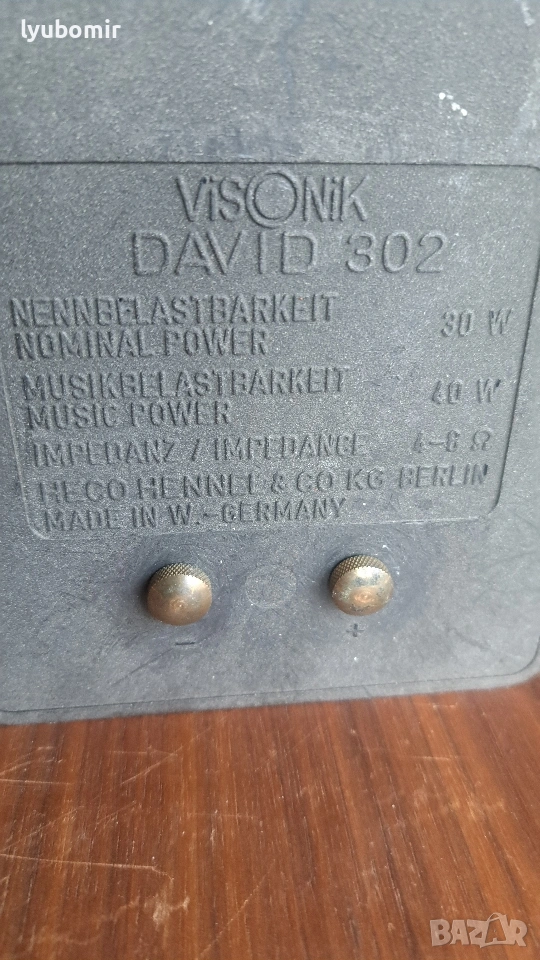 lyubomir
ViSONiK
DAVID 302
NENNBELASTBARKEIT
NOMINAL POWER 30 W
MUSIKBELASTBARKEIT
MUSIC POWER 40 W
IMPEDANZ / IMPEDANCE 4-8 Ω
HECO HENNEL & CO KG BERLIN
MADE IN W.-GERMANY
- +
BAZAR